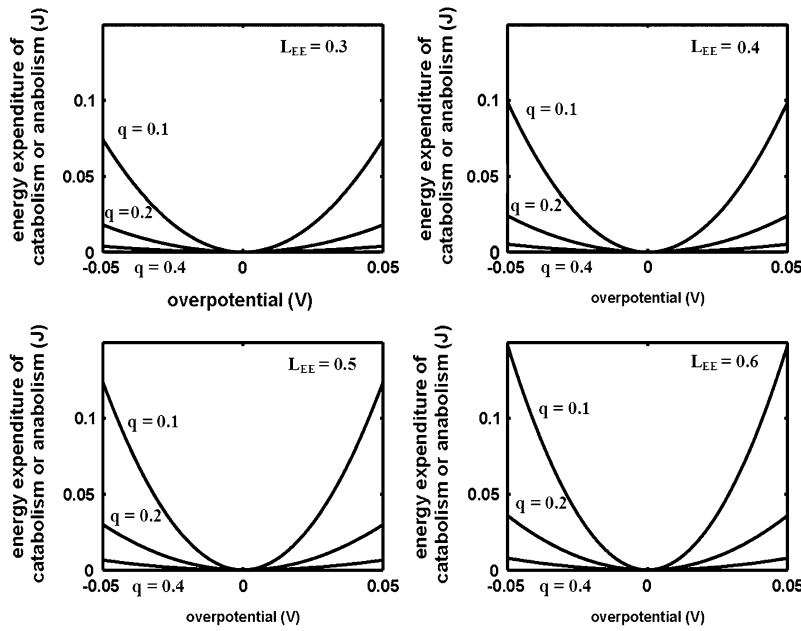 energy expenditure of
catabolism or anabolism (J)
0.1
0.05
0
L_EE = 0.3
q = 0.1
q = 0.2
q = 0.4
-0.05
0
0.05
overpotential (V)
energy expenditure of
catabolism or anabolism (J)
0.1
0.05
0
L_EE = 0.4
q = 0.1
q = 0.2
q = 0.4
-0.05
0
0.05
overpotential (V)
energy expenditure of
catabolism or anabolism (J)
0.1
0.05
0
L_EE = 0.5
q = 0.1
q = 0.2
q = 0.4
-0.05
0
0.05
overpotential (V)
energy expenditure of
catabolism or anabolism (J)
0.1
0.05
0
L_EE = 0.6
q = 0.1
q = 0.2
q = 0.4
-0.05
0
0.05
overpotential (V)